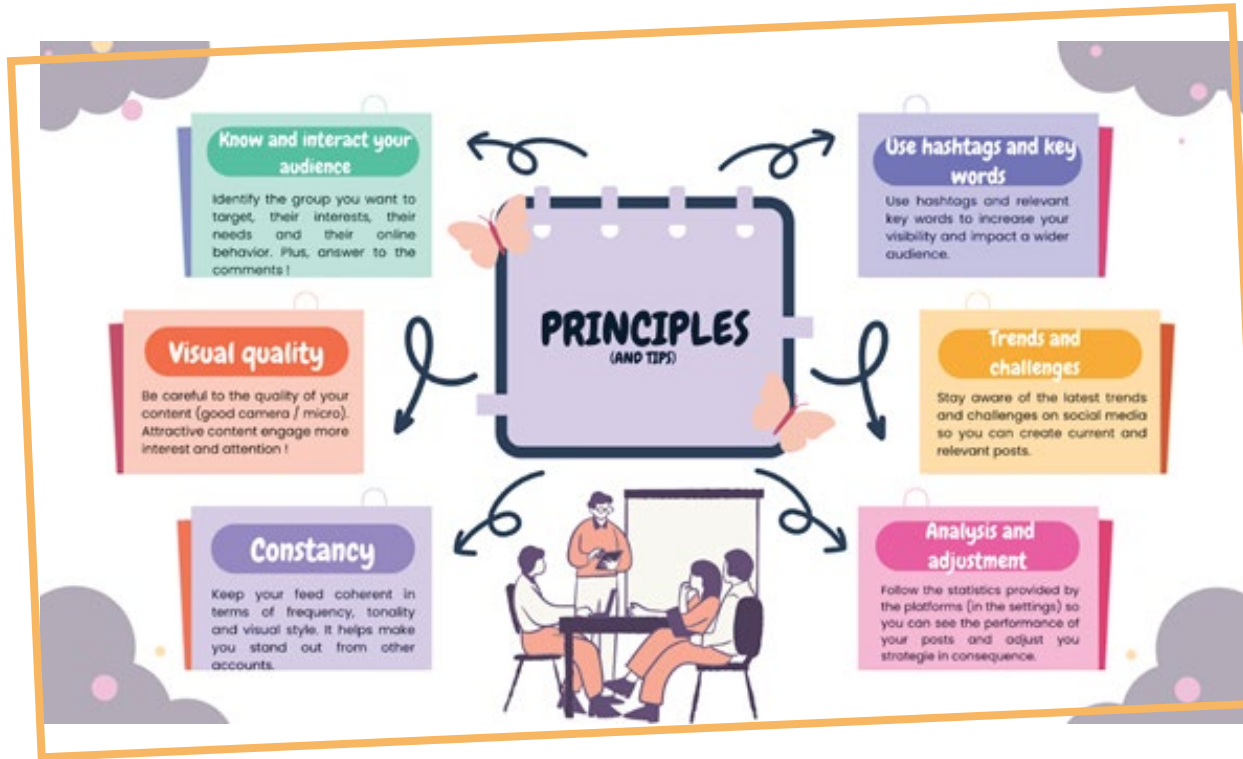 Know and interact your
audience
Identify the group you want to
target, their interests, their
needs and their online
behavior. Plus, answer to the
comments !
Visual quality
Be careful to the quality of your
content (good camera / micro).
Attractive content engage more
interest and attention !
Constancy
Keep your feed coherent in
terms of frequency, tonality
and visual style. It helps make
you stand out from other
accounts.
PRINCIPLES
(AND TIPS)
Use hashtags and key
words
Use hashtags and relevant
key words to increase your
visibility and impact a wider
audience.
Trends and
challenges
Stay aware of the latest trends
and challenges on social media
so you can create current and
relevant posts.
Analysis and
adjustment
Follow the statistics provided by
the platforms (in the settings) so
you can see the performance of
your posts and adjust you
strategie in consequence.